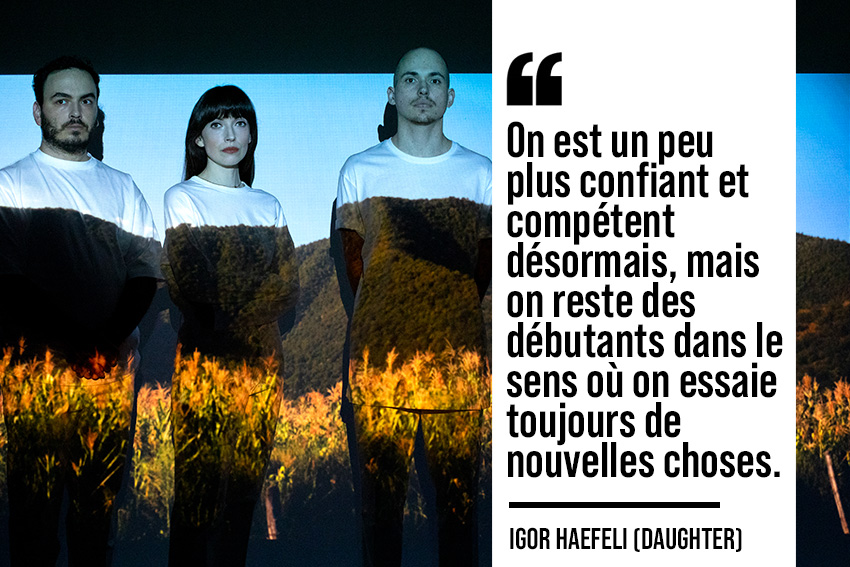 ❝
On est un peu
plus confiant et
compétent
désormais, mais
on reste des
débutants dans le
sens où on essaie
toujours de
nouvelles choses.
IGOR HAEFELI (DAUGHTER)